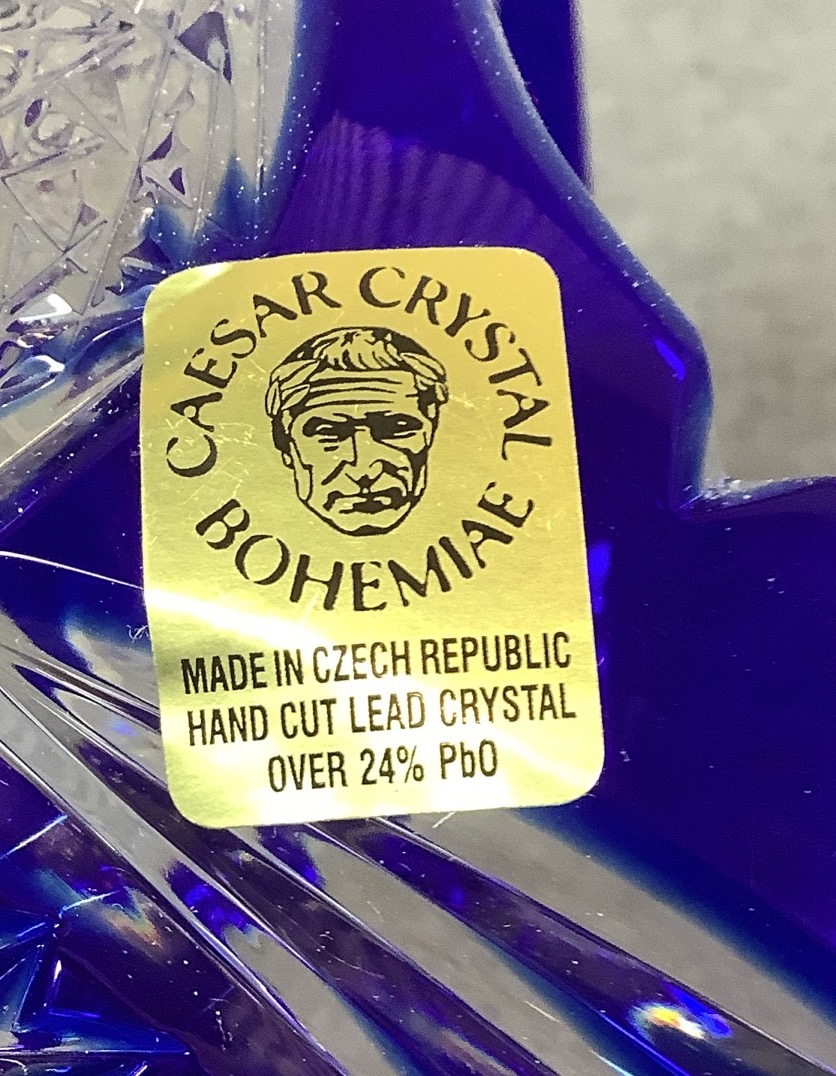 CAESAR CRYSTAL
BOHEMIAE
MADE IN CZECH REPUBLIC
HAND CUT LEAD CRYSTAL
OVER 24% PbO